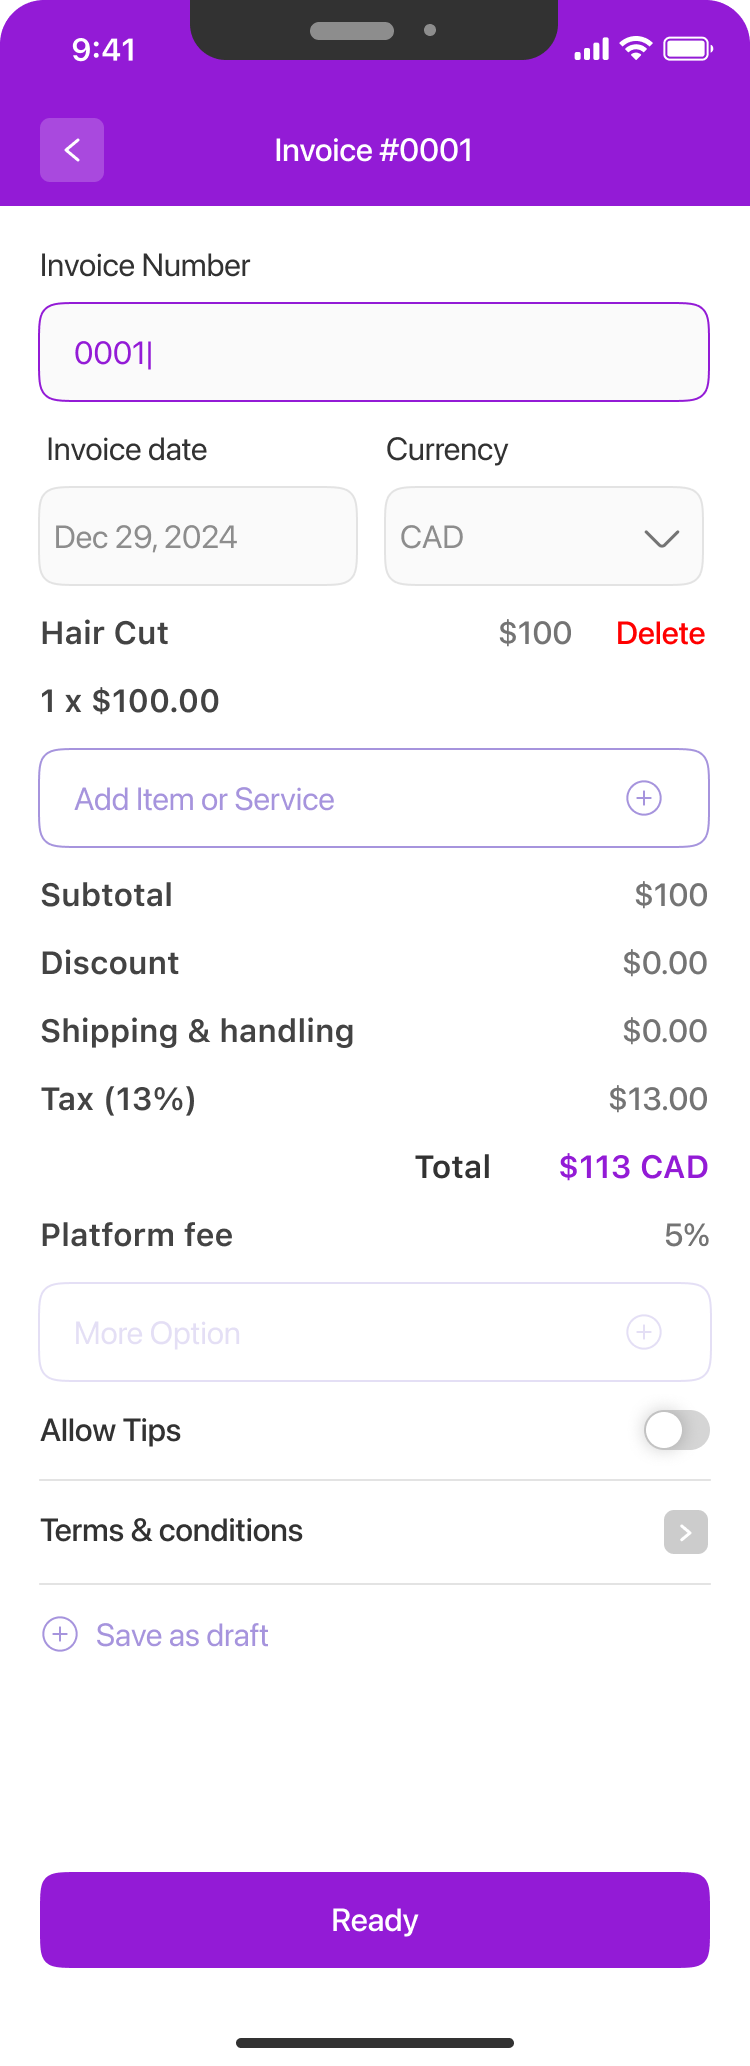 9:41
Invoice #0001
Invoice Number
0001
Invoice date Currency
Dec 29, 2024 CAD
Hair Cut $100 Delete
1 x $100.00
Add Item or Service
Subtotal $100
Discount $0.00
Shipping & handling $0.00
Tax (13%) $13.00
Total $113 CAD
Platform fee 5%
More Option
Allow Tips
Terms & conditions
Save as draft
Ready